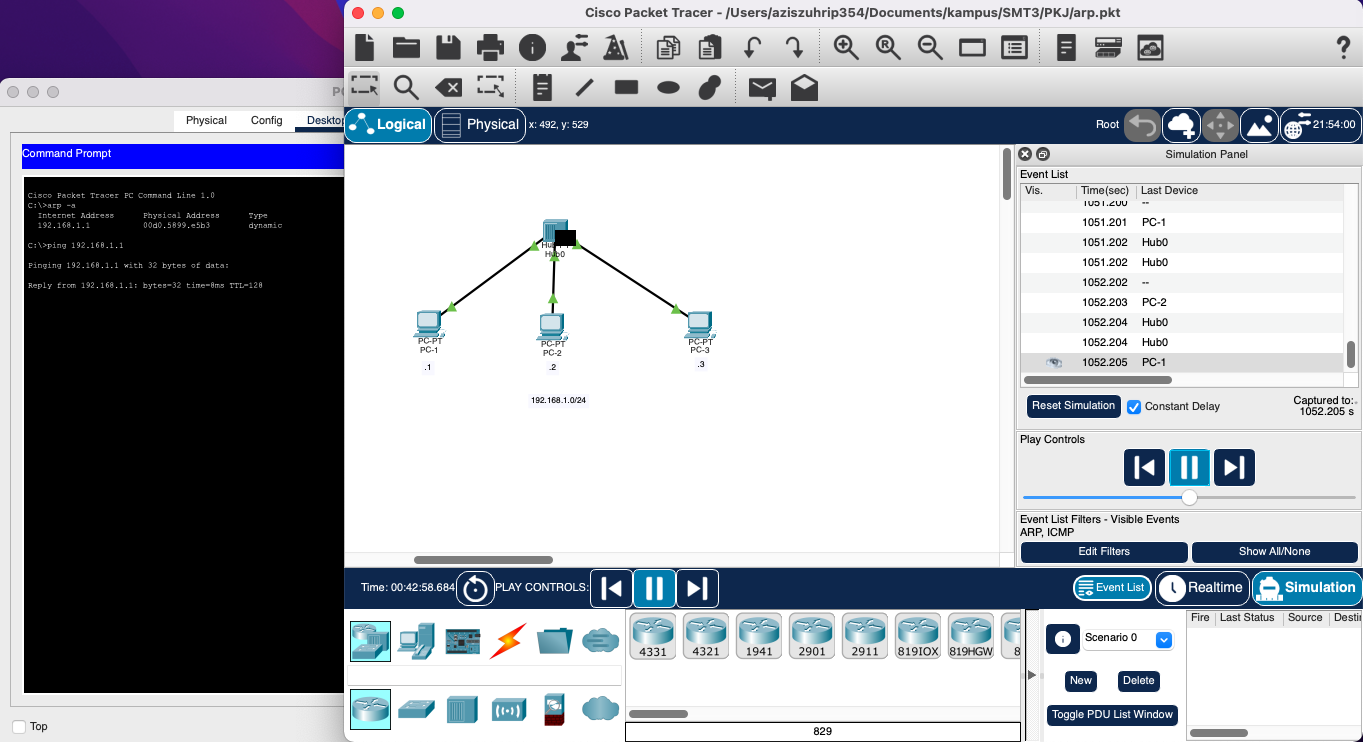 Cisco Packet Tracer - /Users/aziszuhrip354/Documents/kampus/SMT3/PKJ/arp.pkt
Physical Config Desktop
Command Prompt
Cisco Packet Tracer PC Command Line 1.0
C:\>arp -a
Internet Address Physical Address Type
192.168.1.1 00d0.5899.e5b3 dynamic
C:\>ping 192.168.1.1
Pinging 192.168.1.1 with 32 bytes of data:
Reply from 192.168.1.1: bytes=32 time=8ms TTL=128
Top
Logical Physical x: 492, y: 529
Root 21:54:00
Hub0
PC-PT
PC-1
.1
PC-PT
PC-2
.2
PC-PT
PC-3
.3
192.168.1.0/24
Simulation Panel
Event List
Vis. Time(sec) Last Device
1051.200 --
1051.201 PC-1
1051.202 Hub0
1051.202 Hub0
1052.202 --
1052.203 PC-2
1052.204 Hub0
1052.204 Hub0
1052.205 PC-1
Reset Simulation Constant Delay
Captured to:
1052.205 s
Play Controls
Event List Filters - Visible Events
ARP, ICMP
Edit Filters Show All/None
Time: 00:42:58.684 PLAY CONTROLS:
Event List Realtime Simulation
4331 4321 1941 2901 2911 819IOX 819HGW
829
Scenario 0
New Delete
Toggle PDU List Window
Fire Last Status Source